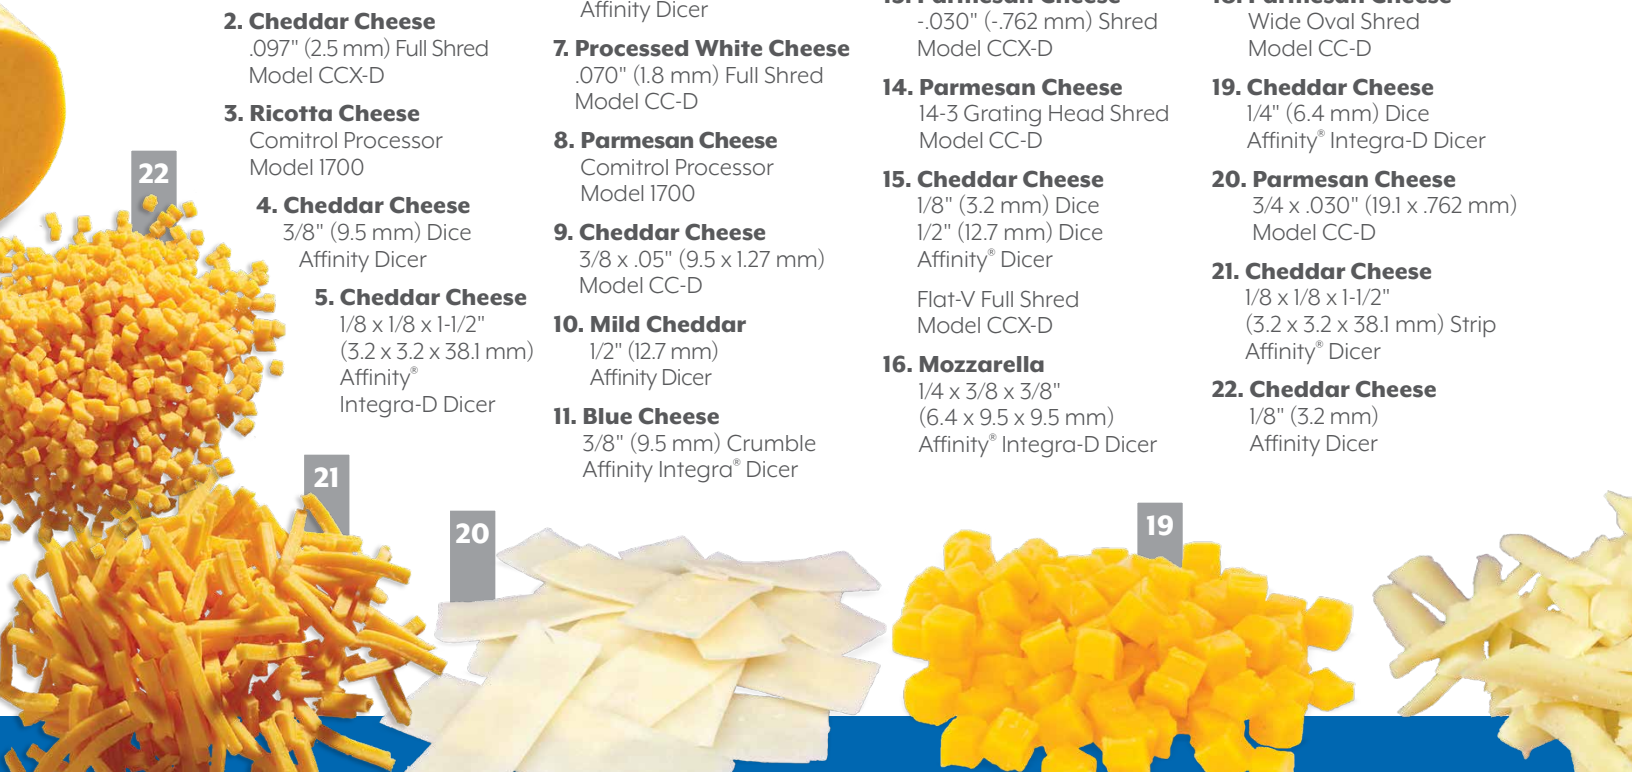 2. Cheddar Cheese
.097" (2.5 mm) Full Shred
Model CCX-D
3. Ricotta Cheese
Comitrol Processor
Model 1700
4. Cheddar Cheese
3/8" (9.5 mm) Dice
Affinity Dicer
5. Cheddar Cheese
1/8 x 1/8 x 1-1/2"
(3.2 x 3.2 x 38.1 mm)
Affinity®
Integra-D Dicer
Affinity Dicer
7. Processed White Cheese
.070" (1.8 mm) Full Shred
Model CC-D
8. Parmesan Cheese
Comitrol Processor
Model 1700
9. Cheddar Cheese
3/8 x .05" (9.5 x 1.27 mm)
Model CC-D
10. Mild Cheddar
1/2" (12.7 mm)
Affinity Dicer
11. Blue Cheese
3/8" (9.5 mm) Crumble
Affinity Integra® Dicer
13. Parmesan Cheese
-.030" (-.762 mm) Shred
Model CCX-D
14. Parmesan Cheese
14-3 Grating Head Shred
Model CC-D
15. Cheddar Cheese
1/8" (3.2 mm) Dice
1/2" (12.7 mm) Dice
Affinity® Dicer
Flat-V Full Shred
Model CCX-D
16. Mozzarella
1/4 x 3/8 x 3/8"
(6.4 x 9.5 x 9.5 mm)
Affinity® Integra-D Dicer
18. Parmesan Cheese
Wide Oval Shred
Model CC-D
19. Cheddar Cheese
1/4" (6.4 mm) Dice
Affinity® Integra-D Dicer
20. Parmesan Cheese
3/4 x .030" (19.1 x .762 mm)
Model CC-D
21. Cheddar Cheese
1/8 x 1/8 x 1-1/2"
(3.2 x 3.2 x 38.1 mm) Strip
Affinity® Dicer
22. Cheddar Cheese
1/8" (3.2 mm)
Affinity Dicer
22
21
20
19